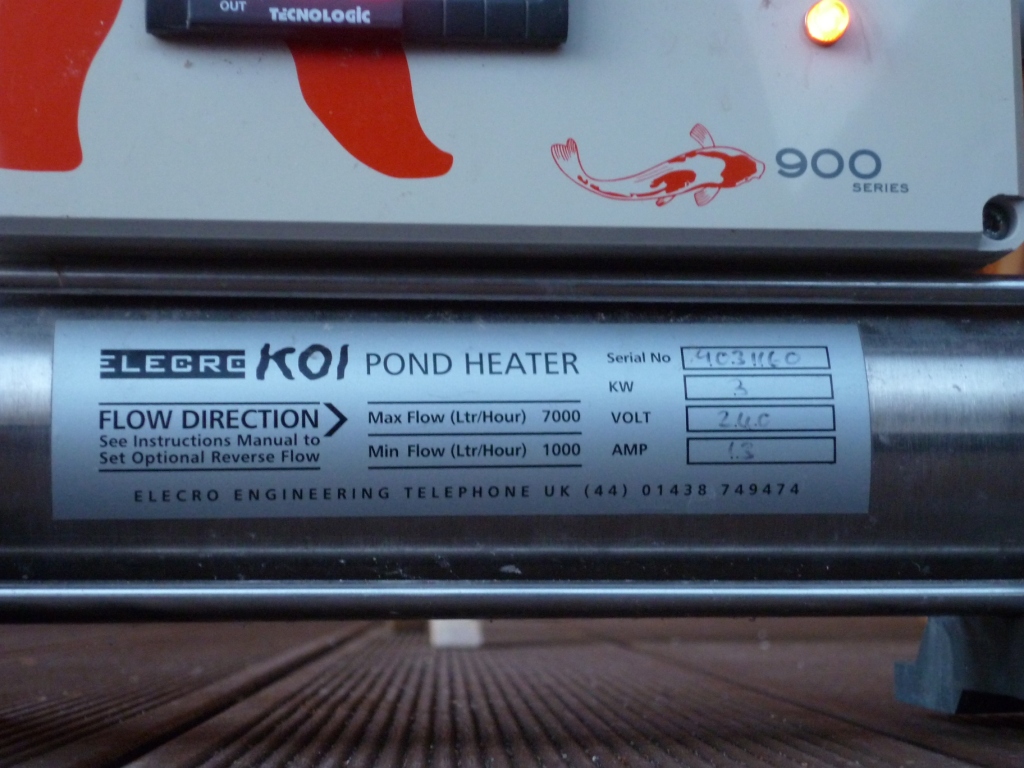 OUT TECNOLOGIC
900
SERIES
ELECRO KOI POND HEATER
FLOW DIRECTION
See Instructions Manual to
Set Optional Reverse Flow
Max Flow (Ltr/Hour) 7000
Min Flow (Ltr/Hour) 1000
Serial No
KW 3
VOLT 240
AMP 13
ELECRO ENGINEERING TELEPHONE UK (44) 01438 749474